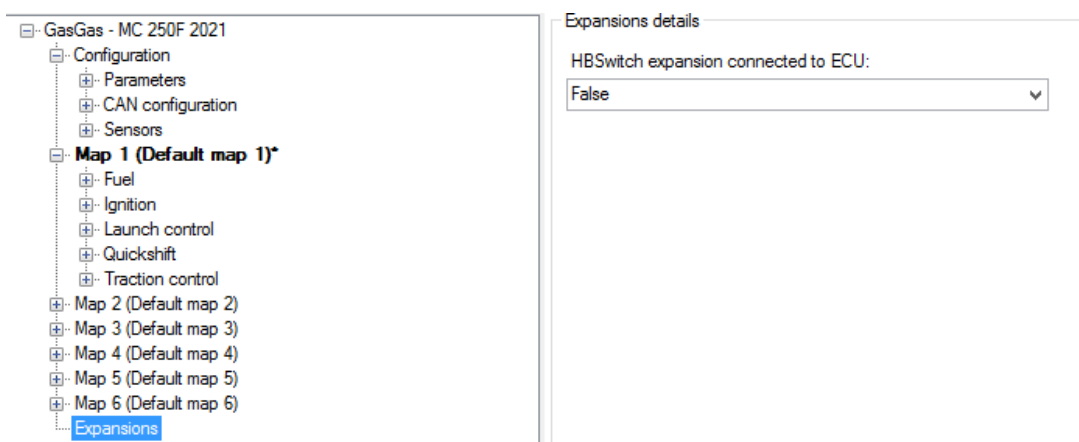 GasGas - MC 250F 2021
Configuration
Parameters
CAN configuration
Sensors
Map 1 (Default map 1)*
Fuel
Ignition
Launch control
Quickshift
Traction control
Map 2 (Default map 2)
Map 3 (Default map 3)
Map 4 (Default map 4)
Map 5 (Default map 5)
Map 6 (Default map 6)
Expansions
Expansions details
HBSwitch expansion connected to ECU:
False